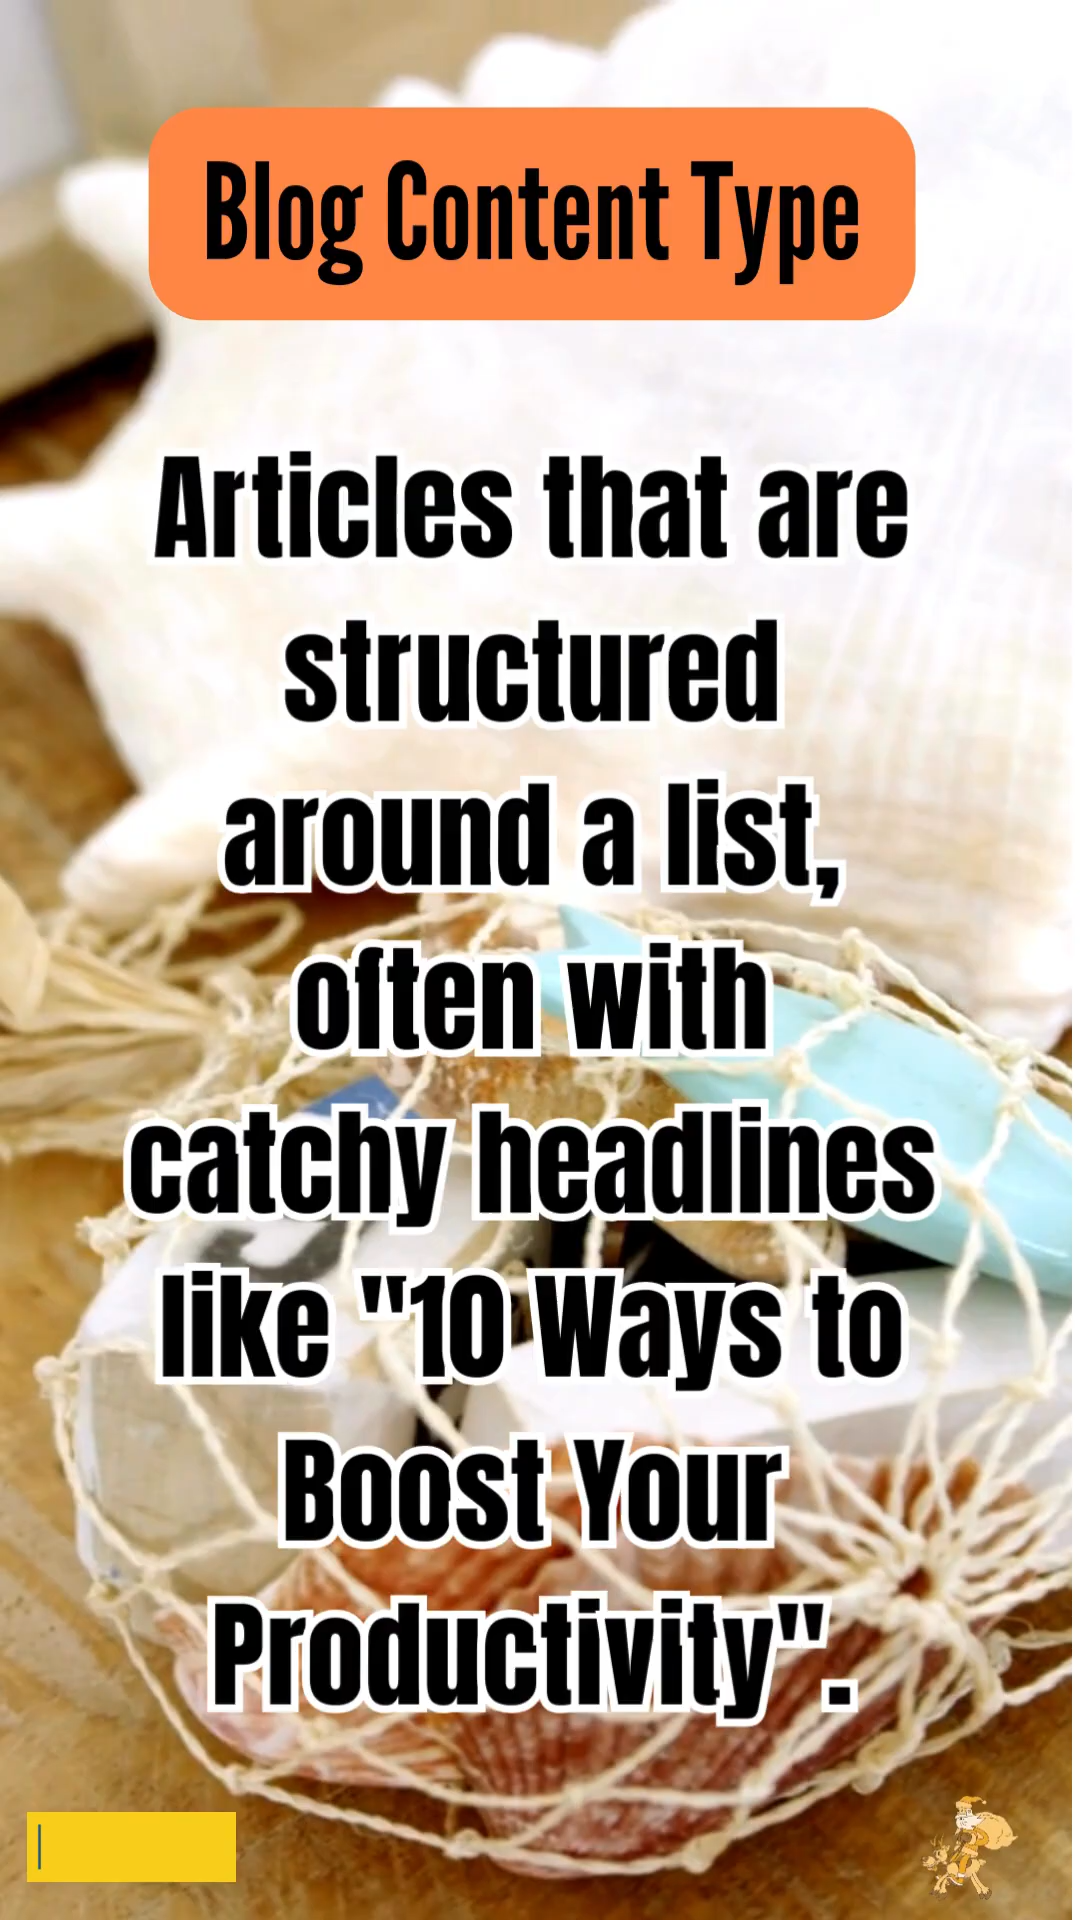 Blog Content Type
Articles that are
structured
around a list,
often with
catchy headlines
like "10 Ways to
Boost Your
Productivity".